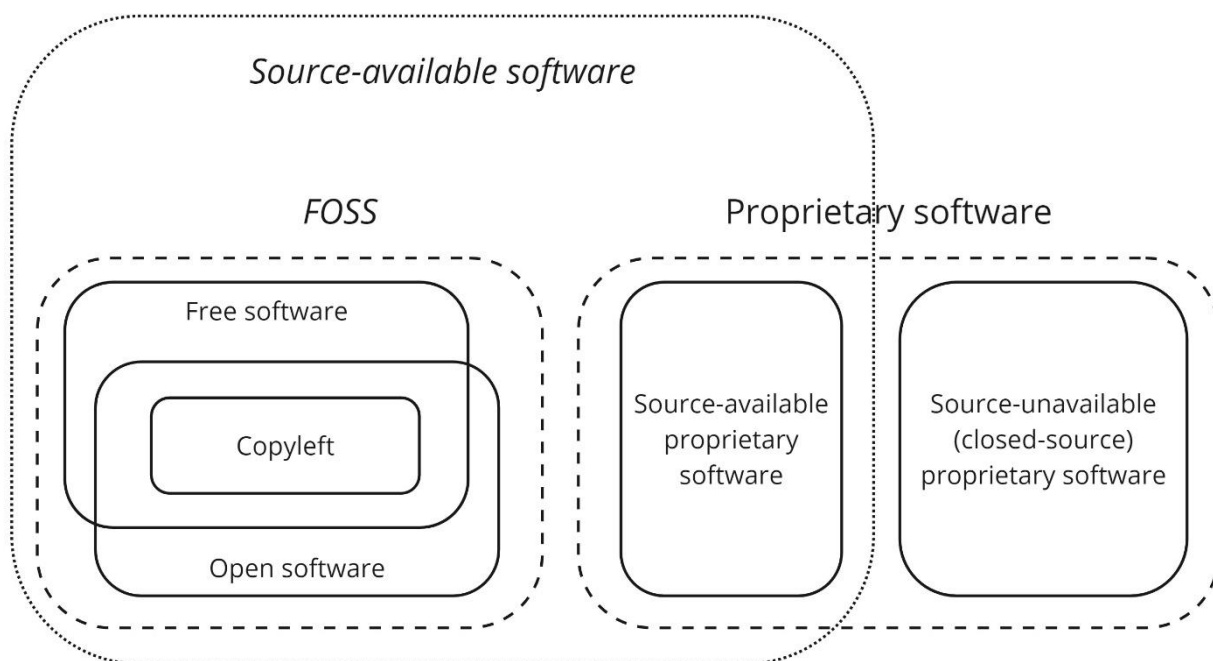 Source-available software
FOSS
Proprietary software
Free software
Copyleft
Open software
Source-available
proprietary
software
Source-unavailable
(closed-source)
proprietary software